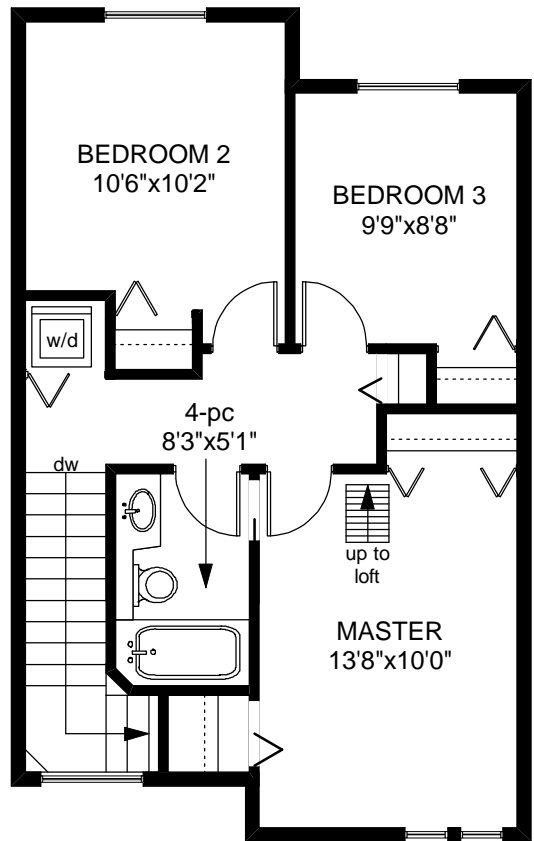 BEDROOM 2
10'6"x10'2"
BEDROOM 3
9'9"x8'8"
w/d
4-pc
8'3"x5'1"
dw
up to
loft
MASTER
13'8"x10'0"